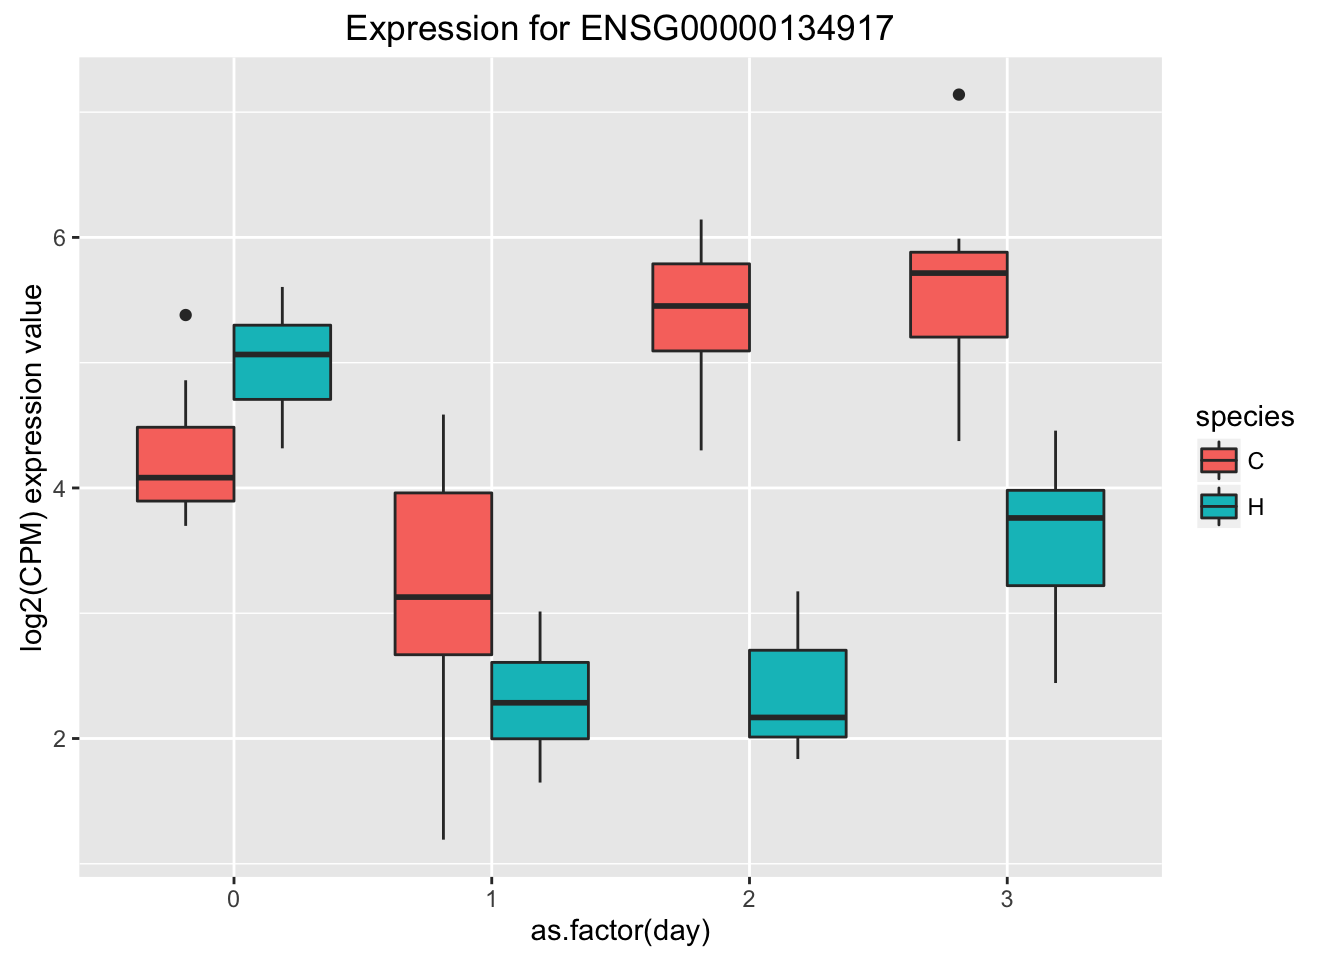 Expression for ENSG00000134917
log2(CPM) expression value
6
4
2
0 1 2 3
as.factor(day)
species
C
H